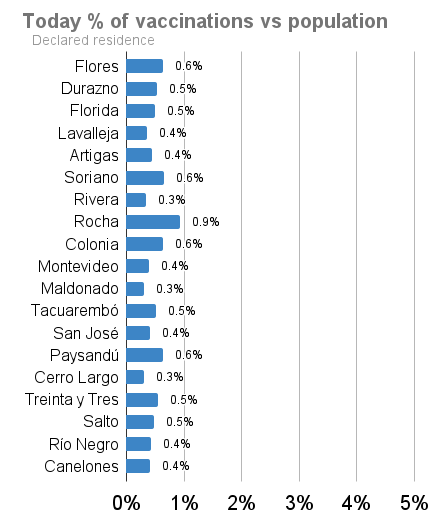 Today % of vaccinations vs population
Declared residence
Flores 0.6%
Durazno 0.5%
Florida 0.5%
Lavalleja 0.4%
Artigas 0.4%
Soriano 0.6%
Rivera 0.3%
Rocha 0.9%
Colonia 0.6%
Montevideo 0.4%
Maldonado 0.3%
Tacuarembó 0.5%
San José 0.4%
Paysandú 0.6%
Cerro Largo 0.3%
Treinta y Tres 0.5%
Salto 0.5%
Río Negro 0.4%
Canelones 0.4%
0% 1% 2% 3% 4% 5%